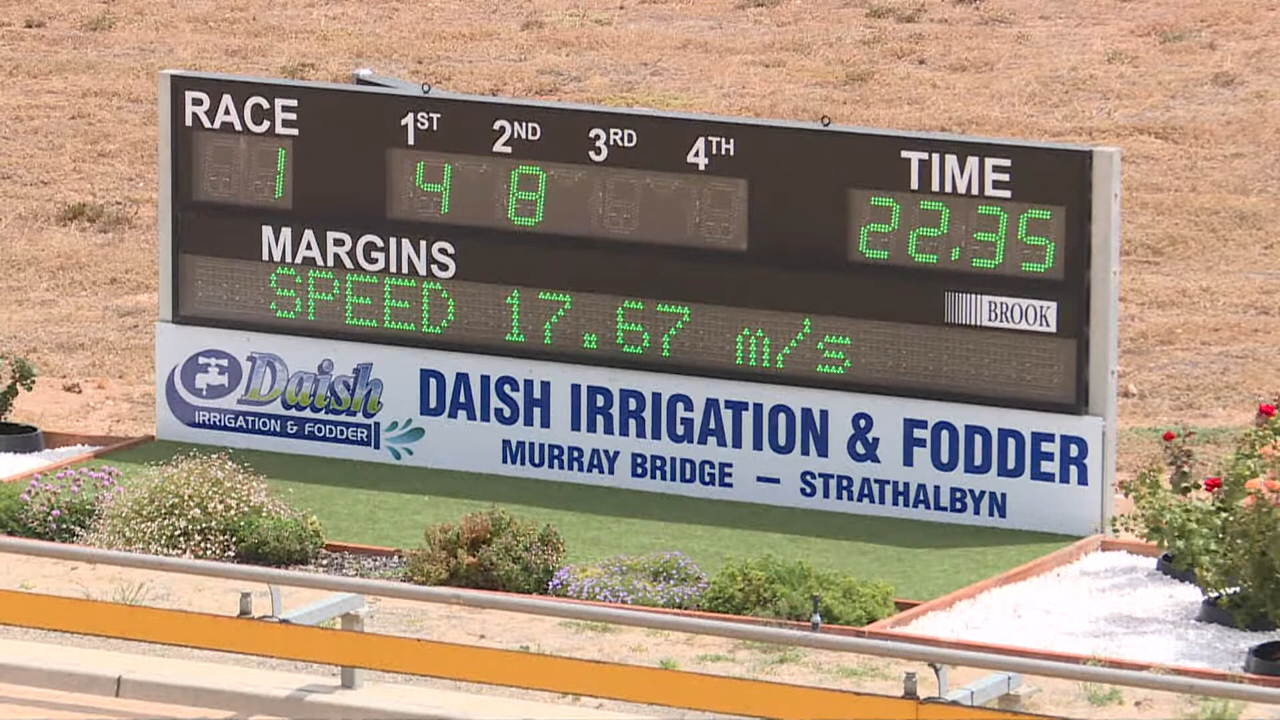 RACE 1ST 2ND 3RD 4TH TIME
1 4 8 22.35
MARGINS
BROOK
SPEED 17.67 m/s
Daish
IRRIGATION & FODDER
DAISH IRRIGATION & FODDER
MURRAY BRIDGE – STRATHALBYN